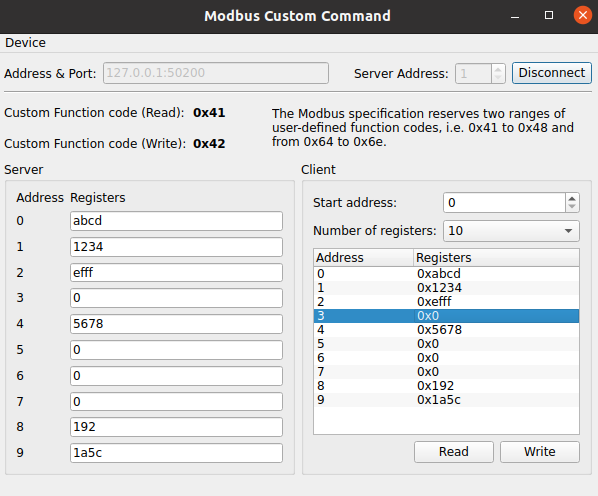 Modbus Custom Command
Device
Address & Port: 127.0.0.1:50200 Server Address: 1 Disconnect
Custom Function code (Read): 0x41
Custom Function code (Write): 0x42
The Modbus specification reserves two ranges of
user-defined function codes, i.e. 0x41 to 0x48 and
from 0x64 to 0x6e.
Server
Address Registers
0 abcd
1 1234
2 efff
3 0
4 5678
5 0
6 0
7 0
8 192
9 1a5c
Client
Start address: 0
Number of registers: 10
Address Registers
0 0xabcd
1 0x1234
2 0xefff
3 0x0
4 0x5678
5 0x0
6 0x0
7 0x0
8 0x192
9 0x1a5c
Read Write